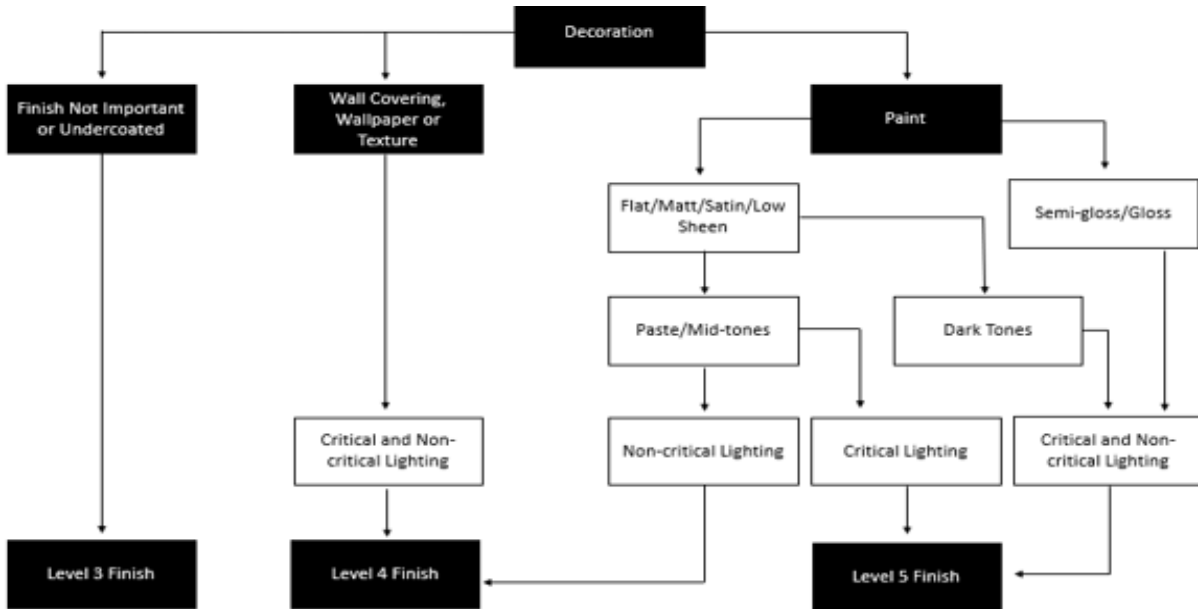 Decoration
Finish Not Important
or Undercoated
Wall Covering,
Wallpaper or
Texture
Paint
Flat/Matt/Satin/Low
Sheen
Semi-gloss/Gloss
Paste/Mid-tones
Dark Tones
Critical and Non-
critical Lighting
Non-critical Lighting
Critical Lighting
Critical and Non-
critical Lighting
Level 3 Finish
Level 4 Finish
Level 5 Finish